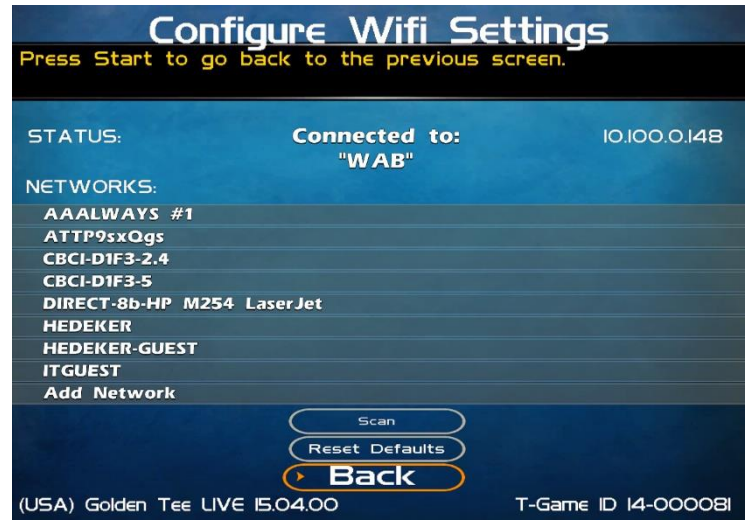 Configure Wifi Settings
Press Start to go back to the previous screen.
STATUS:
Connected to:
"WAB"
10.100.0.148
NETWORKS:
AAALWAYS #1
ATTP9sxQgs
CBCI-D1F3-2.4
CBCI-D1F3-5
DIRECT-8b-HP M254 LaserJet
HEDEKER
HEDEKER-GUEST
ITGUEST
Add Network
Scan
Reset Defaults
Back
(USA) Golden Tee LIVE 15.04.00
T-Game ID 14-000081